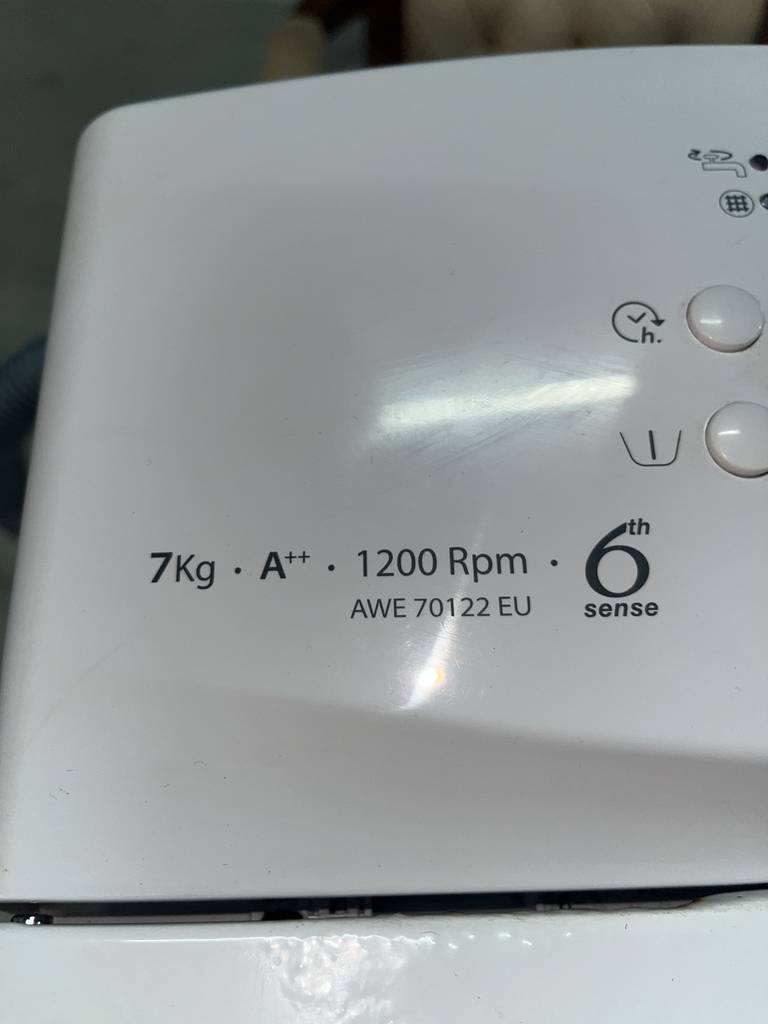 h.
7Kg · A++ · 1200 Rpm · 6th sense
AWE 70122 EU